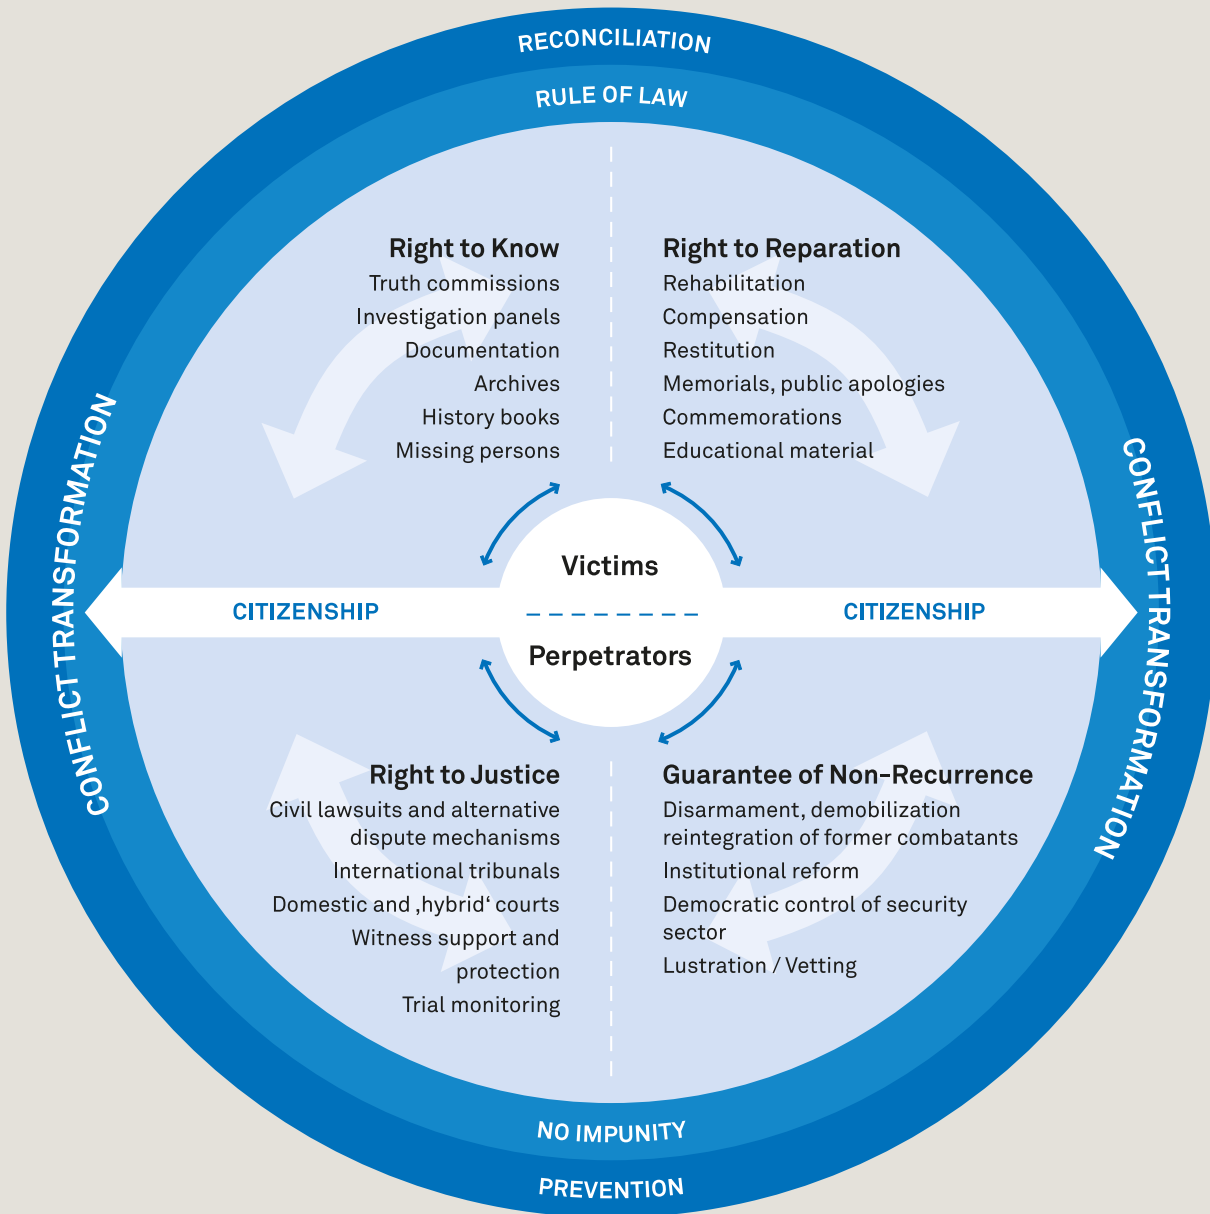 RECONCILIATION
RULE OF LAW
Right to Know
Truth commissions
Investigation panels
Documentation
Archives
History books
Missing persons
Right to Reparation
Rehabilitation
Compensation
Restitution
Memorials, public apologies
Commemorations
Educational material
CONFLICT TRANSFORMATION
CITIZENSHIP
Victims
Perpetrators
CITIZENSHIP
CONFLICT TRANSFORMATION
Right to Justice
Civil lawsuits and alternative
dispute mechanisms
International tribunals
Domestic and ‚hybrid‘ courts
Witness support and
protection
Trial monitoring
Guarantee of Non-Recurrence
Disarmament, demobilization
reintegration of former combatants
Institutional reform
Democratic control of security
sector
Lustration / Vetting
NO IMPUNITY
PREVENTION